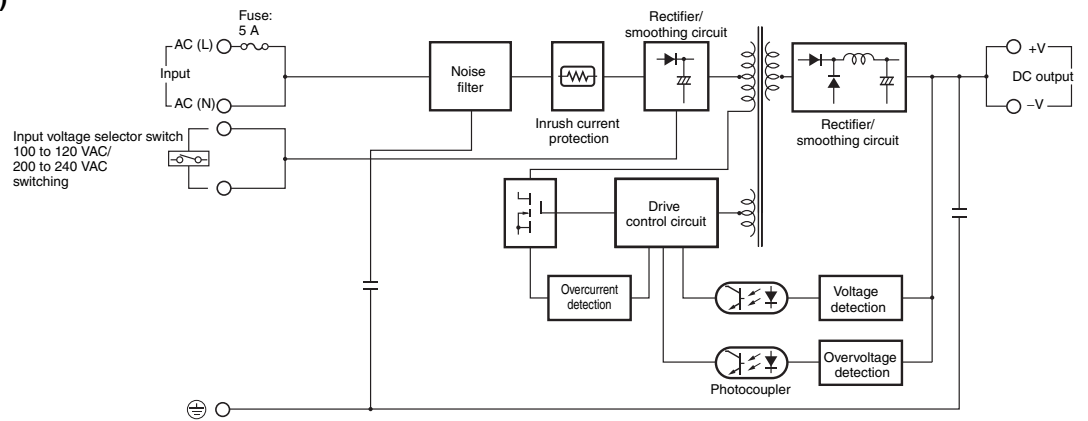 )
Fuse:
5 A
AC (L)
Input
AC (N)
Input voltage selector switch
100 to 120 VAC/
200 to 240 VAC
switching
Noise
filter
Inrush current
protection
Rectifier/
smoothing circuit
Rectifier/
smoothing circuit
+V
DC output
−V
Drive
control circuit
Overcurrent
detection
Voltage
detection
Overvoltage
detection
Photocoupler